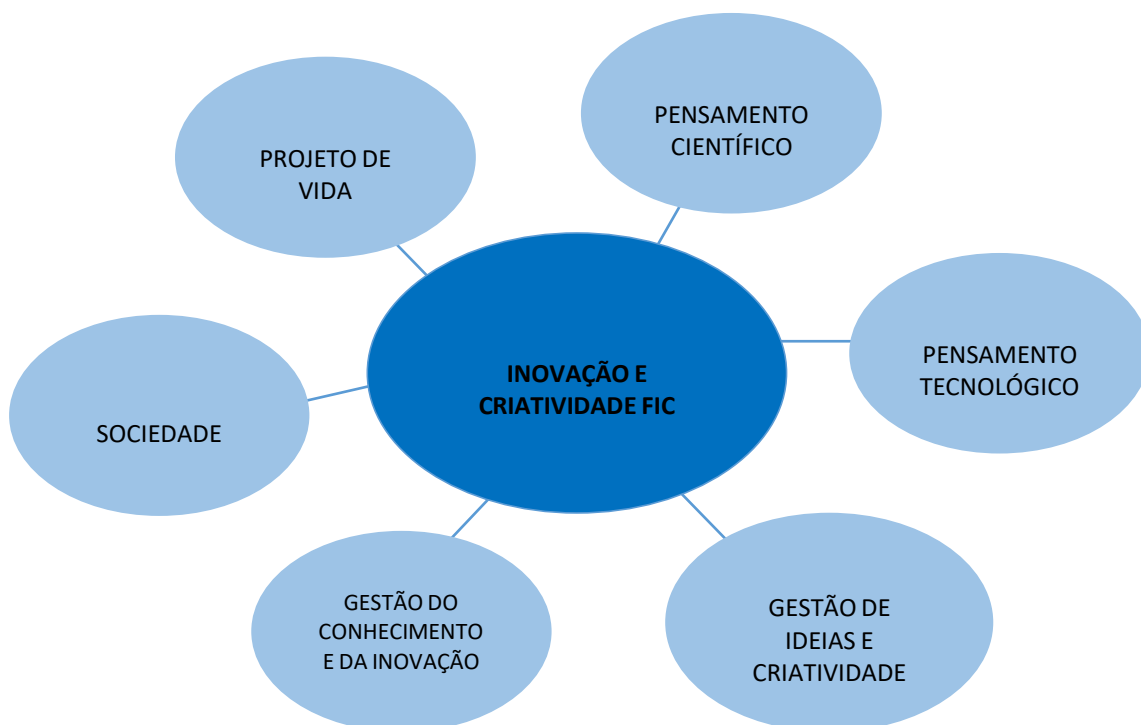 PENSAMENTO
CIENTÍFICO
PROJETO DE
VIDA
PENSAMENTO
TECNOLÓGICO
INOVAÇÃO E
CRIATIVIDADE FIC
SOCIEDADE
GESTÃO DO
CONHECIMENTO
E DA INOVAÇÃO
GESTÃO DE
IDEIAS E
CRIATIVIDADE